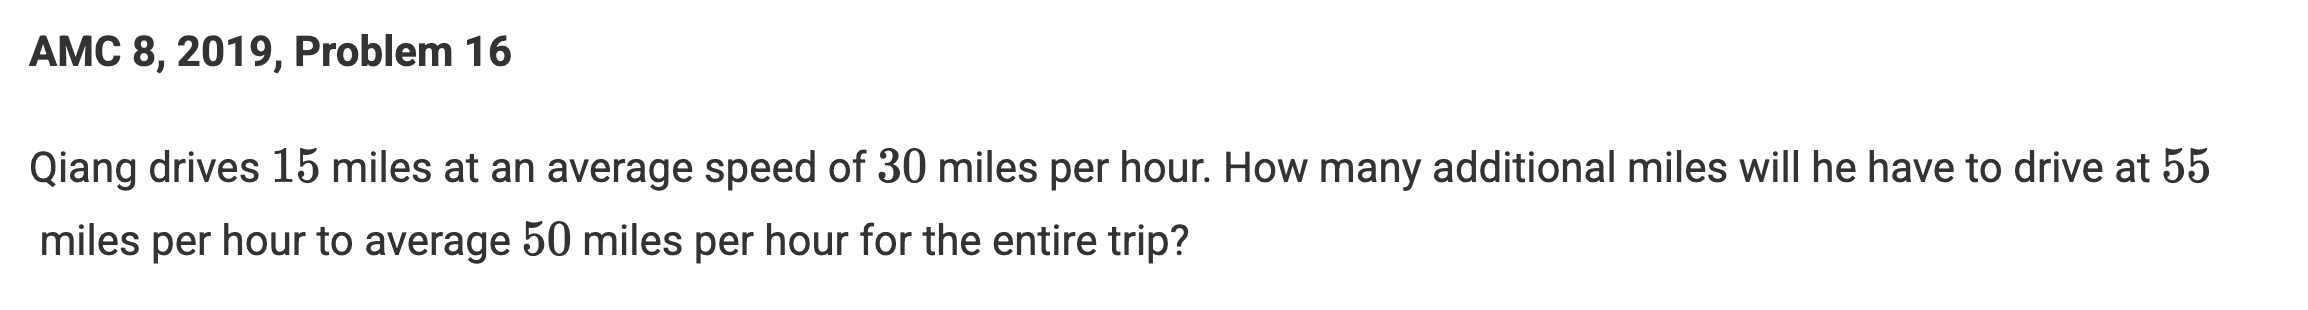 AMC 8, 2019, Problem 16
Qiang drives 15 miles at an average speed of 30 miles per hour. How many additional miles will he have to drive at 55
miles per hour to average 50 miles per hour for the entire trip?